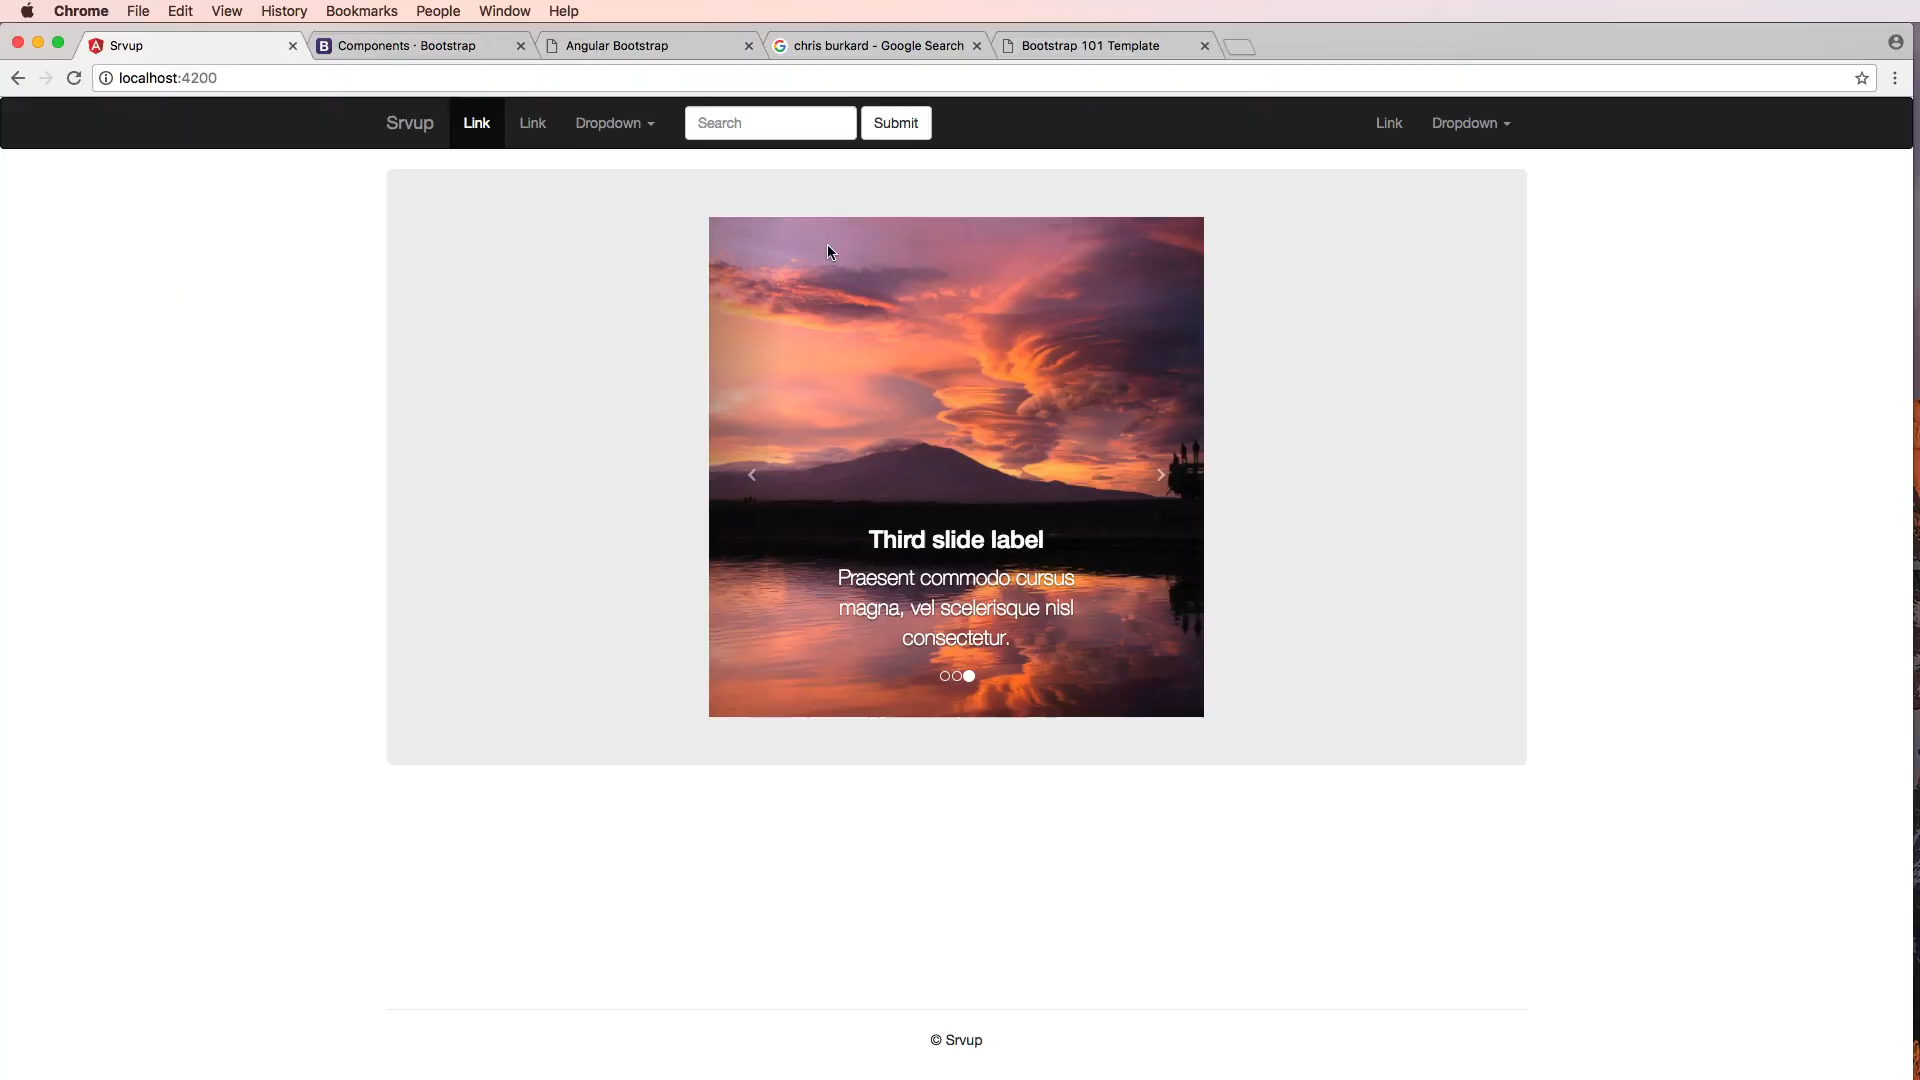 Chrome File Edit View History Bookmarks People Window Help
Srvup Components · Bootstrap Angular Bootstrap chris burkard - Google Search Bootstrap 101 Template
localhost:4200
Srvup Link Link Dropdown Search Submit Link Dropdown
Third slide label
Praesent commodo cursus
magna, vel scelerisque nisl
consectetur.
© Srvup